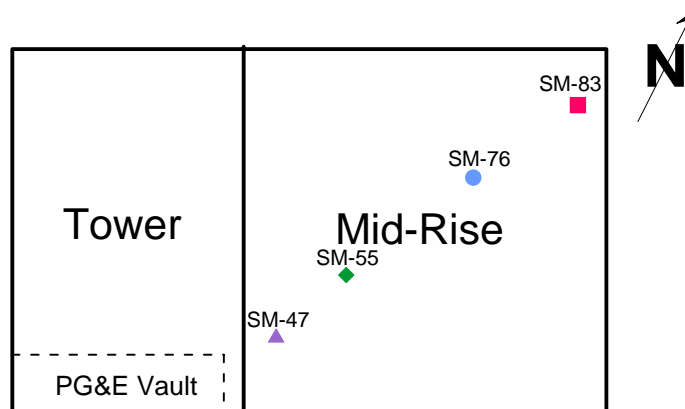 N
SM-83
SM-76
Tower
Mid-Rise
SM-55
SM-47
PG&E Vault